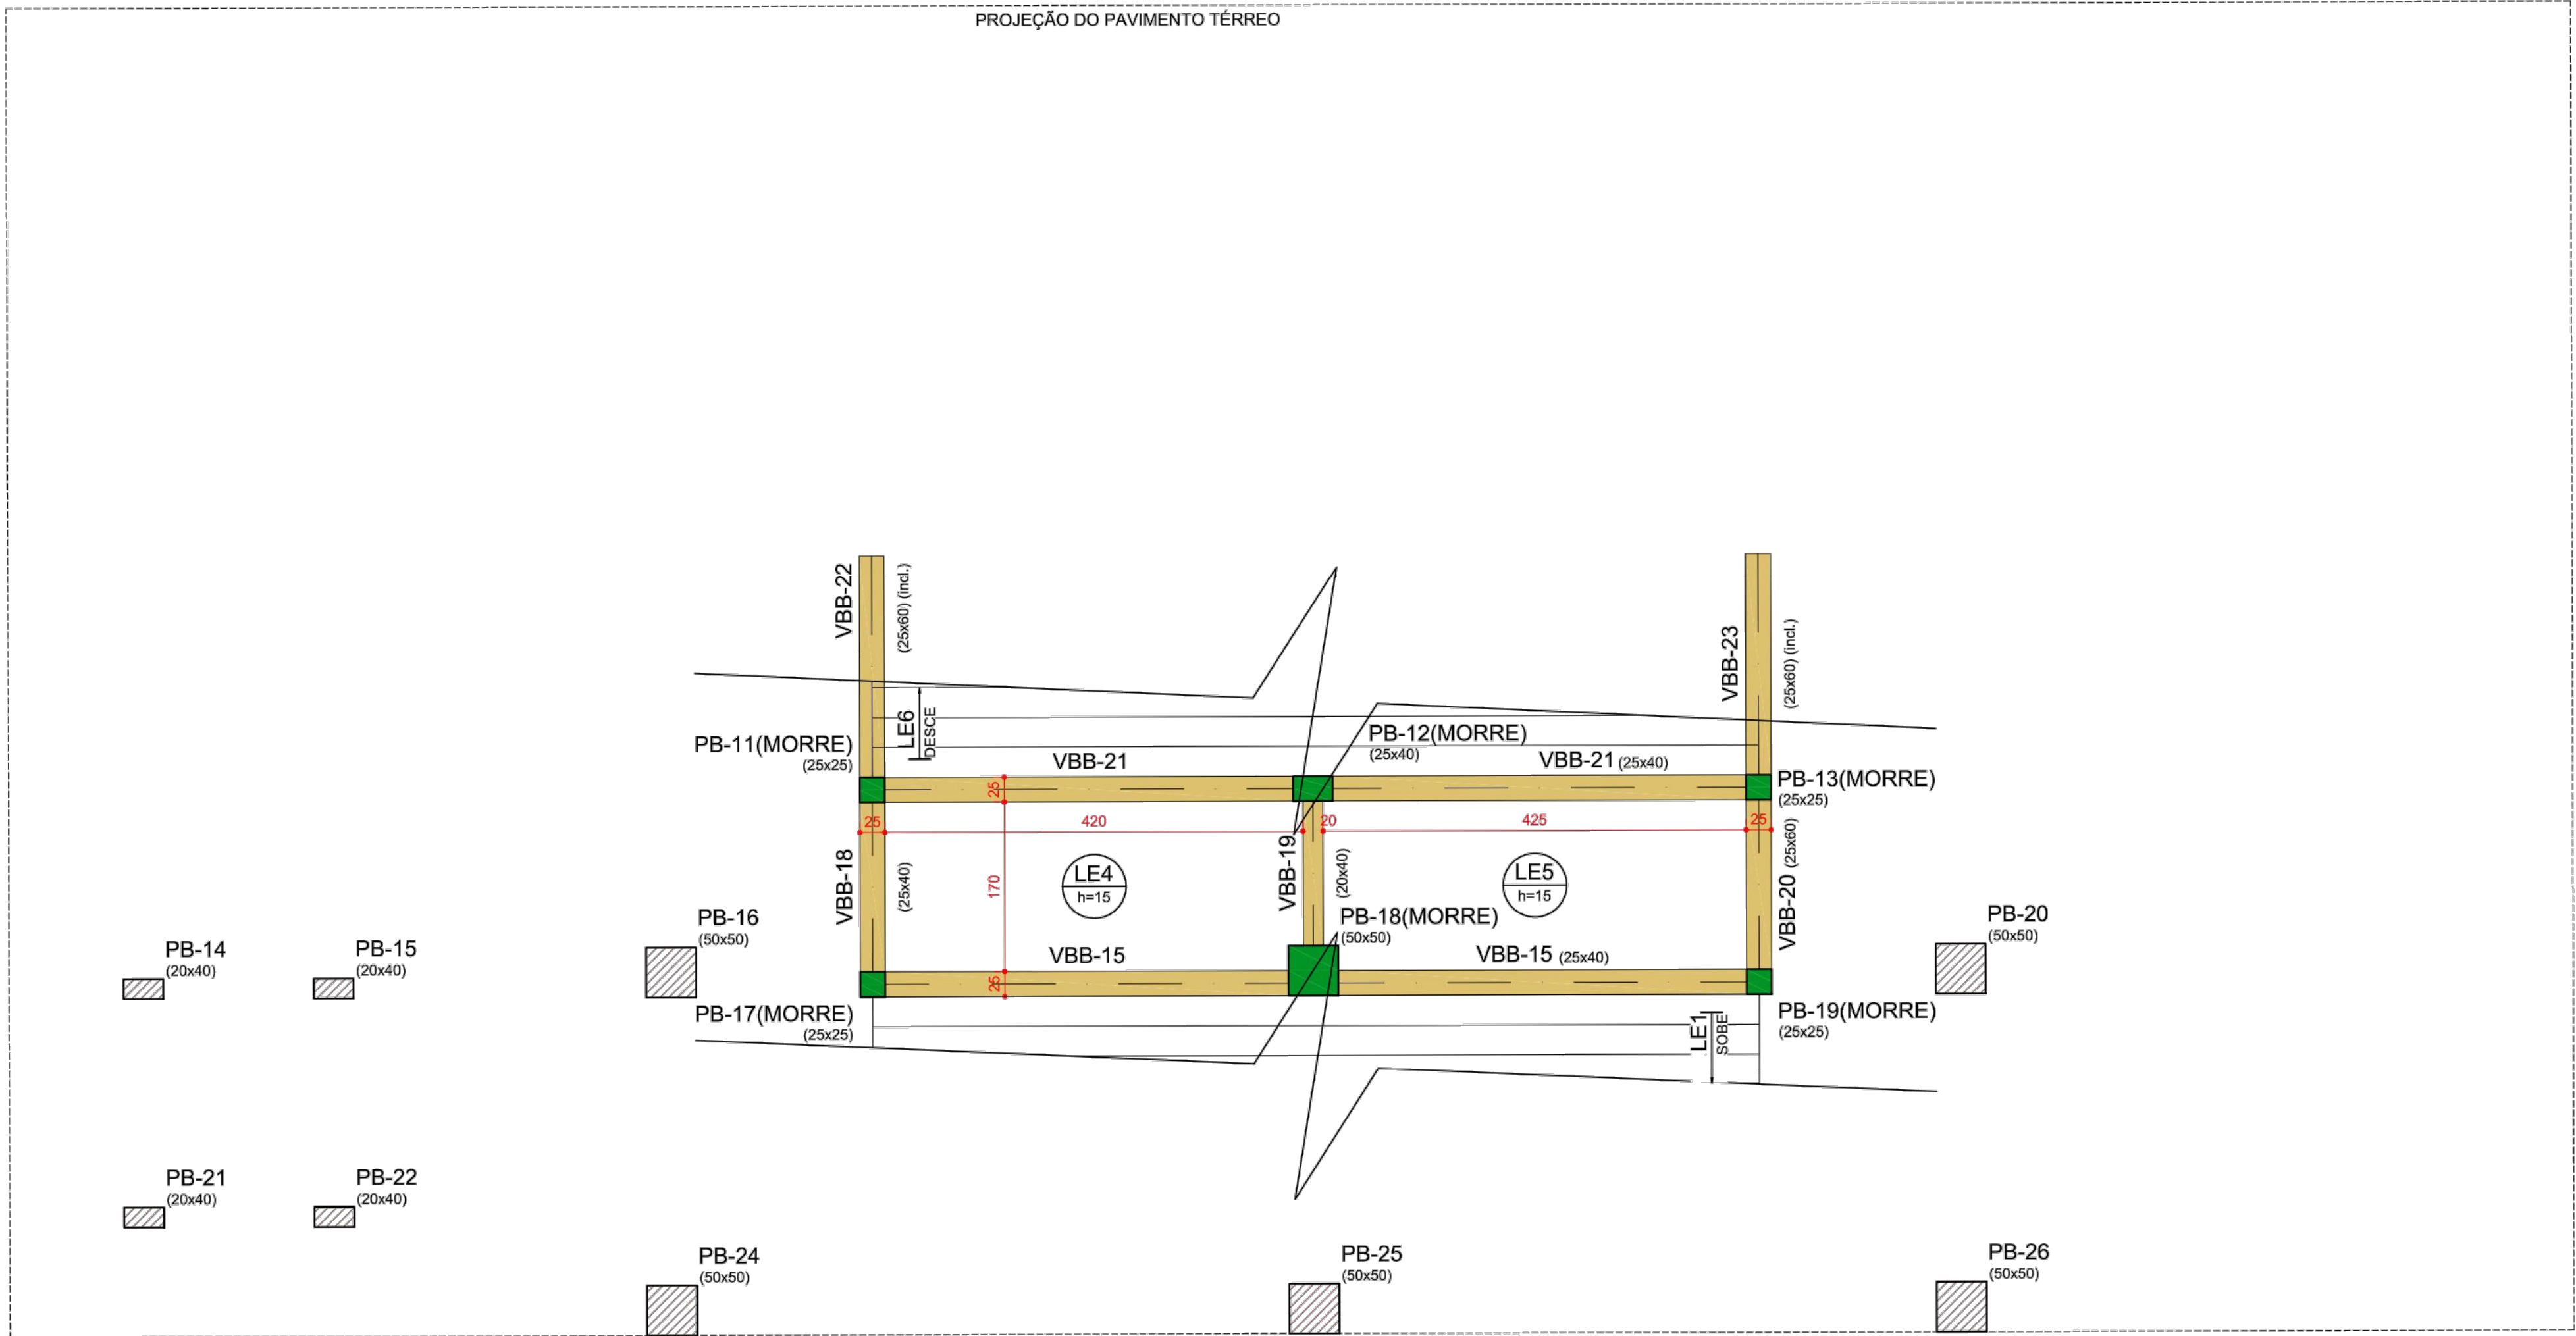 PROJEÇÃO DO PAVIMENTO TÉRREO
VBB-22
(25x60) (incl.)
VBB-23
(25x60) (incl.)
LE6
DESCE
PB-11(MORRE)
(25x25)
VBB-21
PB-12(MORRE)
(25x40)
VBB-21 (25x40)
PB-13(MORRE)
(25x25)
25
25
420
20
425
25
VBB-18
(25x40)
170
LE4
h=15
VBB-19
(20x40)
LE5
h=15
VBB-20 (25x60)
PB-14
(20x40)
PB-15
(20x40)
PB-16
(50x50)
VBB-15
PB-18(MORRE)
(50x50)
VBB-15 (25x40)
PB-20
(50x50)
25
PB-17(MORRE)
(25x25)
LE1
SOBE
PB-19(MORRE)
(25x25)
PB-21
(20x40)
PB-22
(20x40)
PB-24
(50x50)
PB-25
(50x50)
PB-26
(50x50)